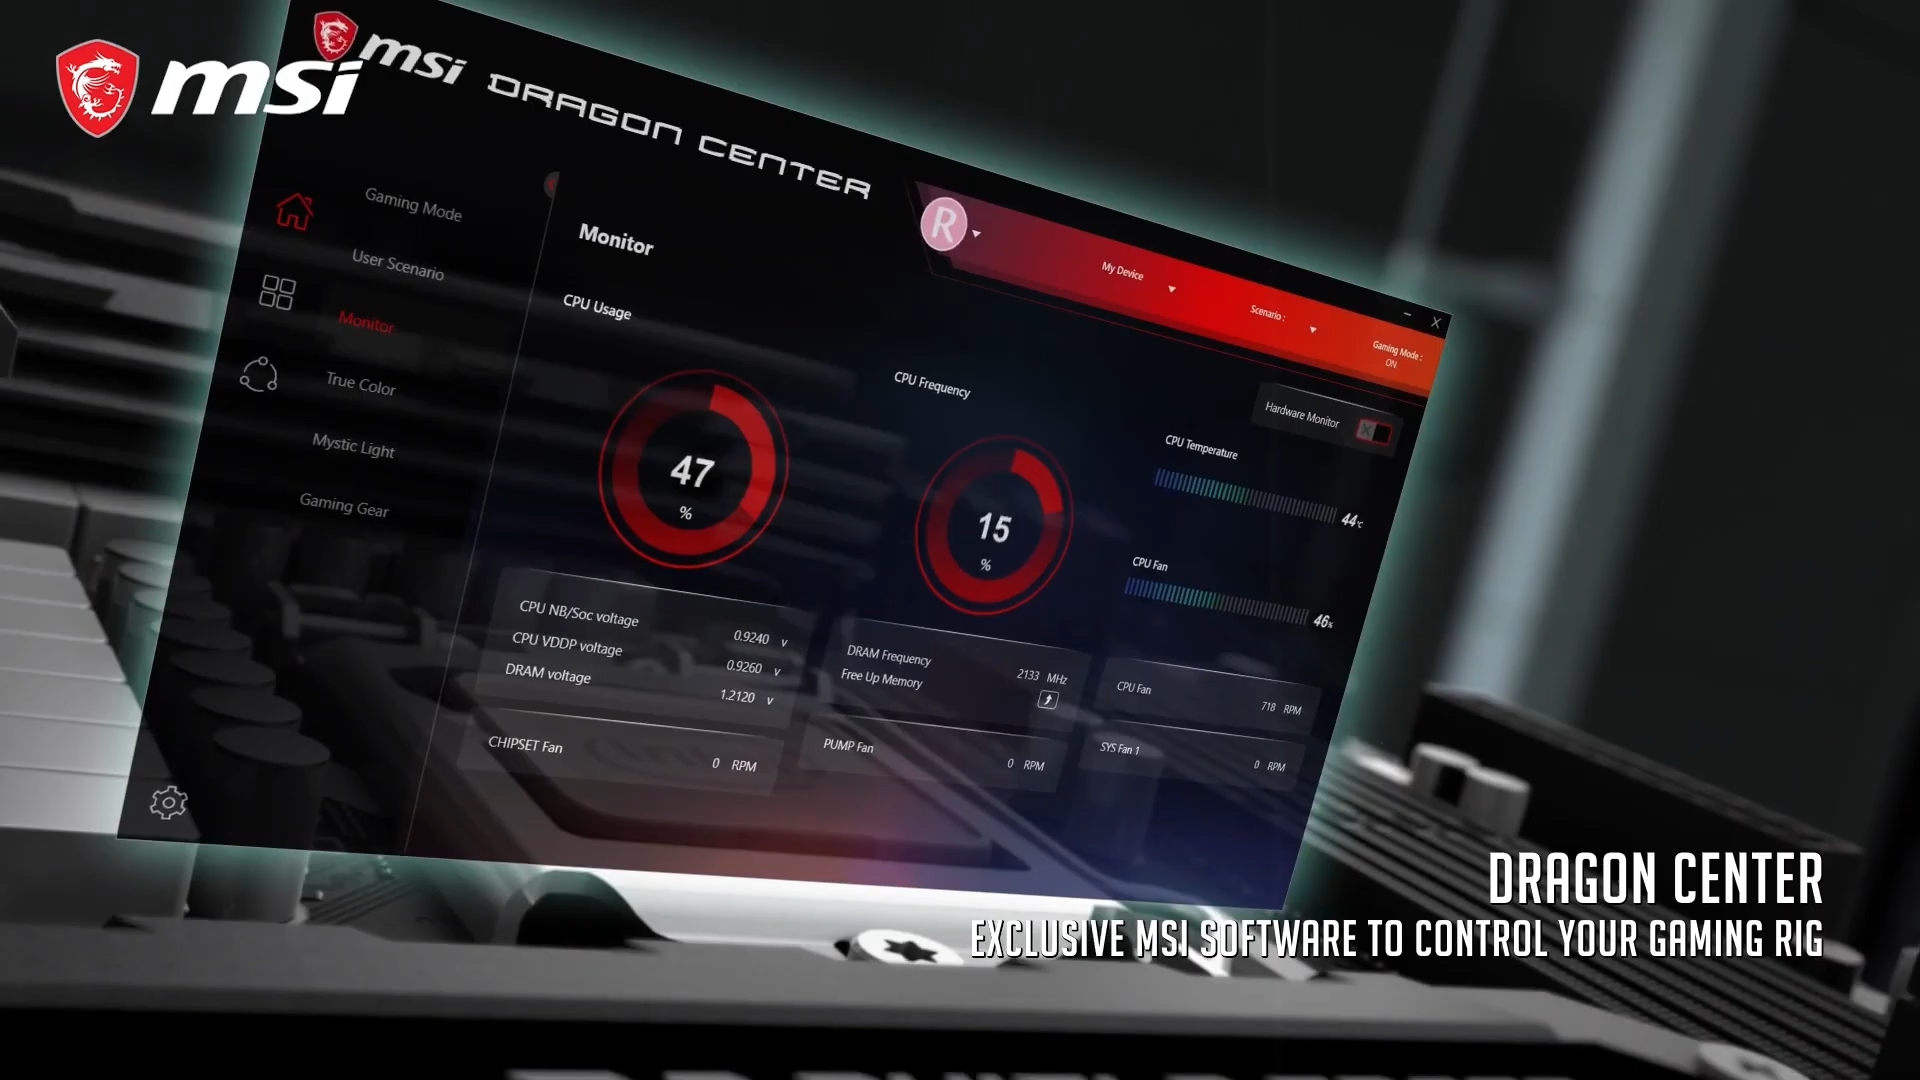 msi
msi DRAGON CENTER
R
My Device
Scenario :
Gaming Mode :
ON
Gaming Mode
User Scenario
Monitor
True Color
Mystic Light
Gaming Gear
Monitor
Hardware Monitor
X
CPU Usage
47
%
CPU Frequency
15
%
CPU Temperature
44℃
CPU Fan
46%
CPU NB/Soc voltage 0.9240 v
CPU VDDP voltage 0.9260 v
DRAM voltage 1.2120 v
DRAM Frequency 2133 MHz
Free Up Memory
CPU Fan 718 RPM
CHIPSET Fan 0 RPM
PUMP Fan 0 RPM
SYS Fan 1 0 RPM
DRAGON CENTER
EXCLUSIVE MSI SOFTWARE TO CONTROL YOUR GAMING RIG